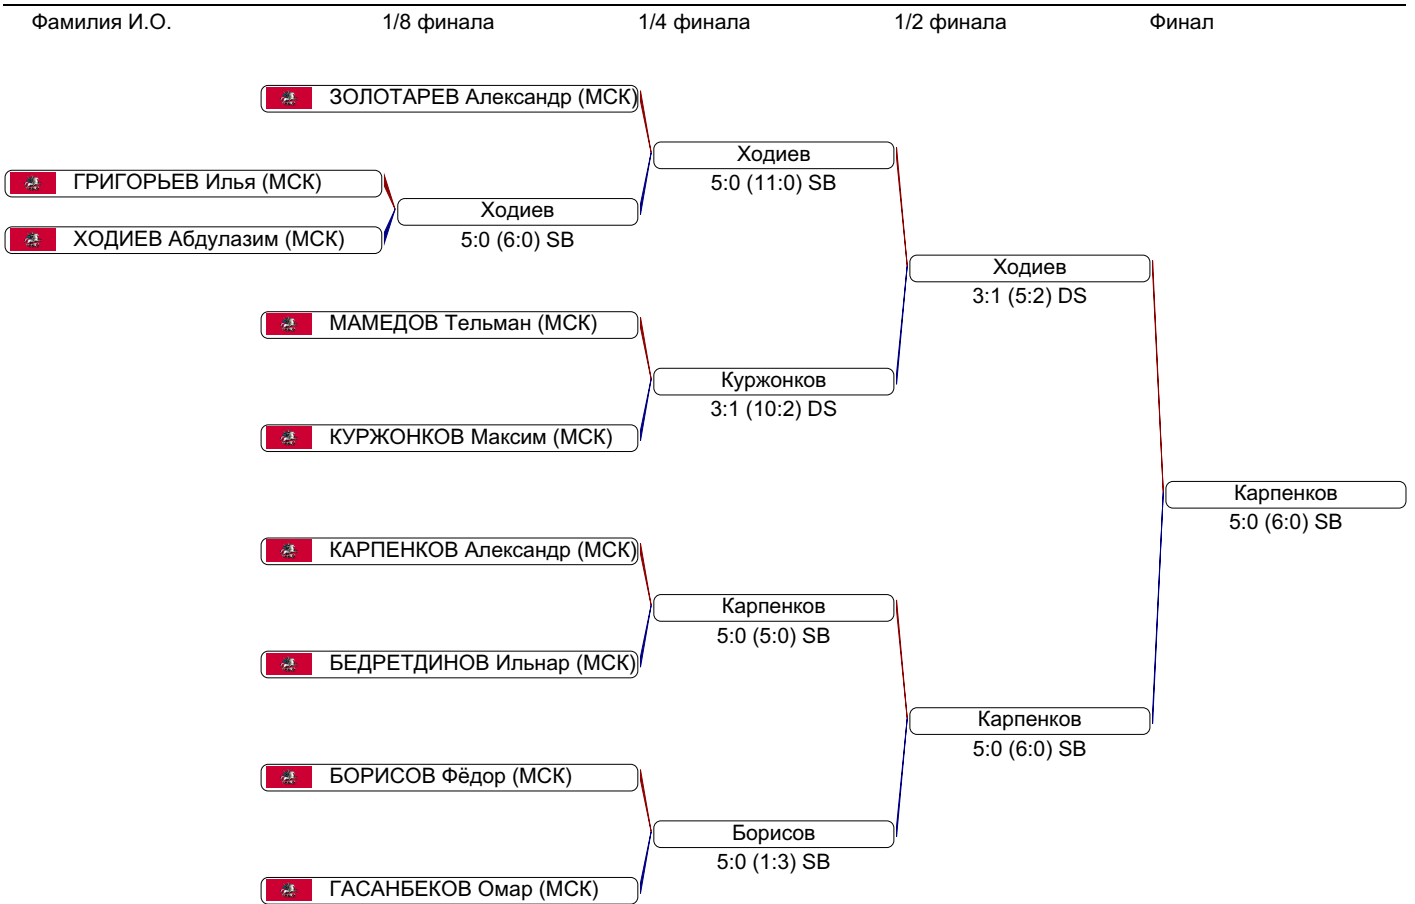 Фамилия И.О. 1/8 финала 1/4 финала 1/2 финала Финал
ЗОЛОТАРЕВ Александр (МСК)
Ходиев
5:0 (11:0) SB
ГРИГОРЬЕВ Илья (МСК)
Ходиев
5:0 (6:0) SB
ХОДИЕВ Абдулазим (МСК)
Ходиев
3:1 (5:2) DS
МАМЕДОВ Тельман (МСК)
Куржонков
3:1 (10:2) DS
КУРЖОНКОВ Максим (МСК)
Карпенков
5:0 (6:0) SB
КАРПЕНКОВ Александр (МСК)
Карпенков
5:0 (5:0) SB
БЕДРЕТДИНОВ Ильнар (МСК)
Карпенков
5:0 (6:0) SB
БОРИСОВ Фёдор (МСК)
Борисов
5:0 (1:3) SB
ГАСАНБЕКОВ Омар (МСК)